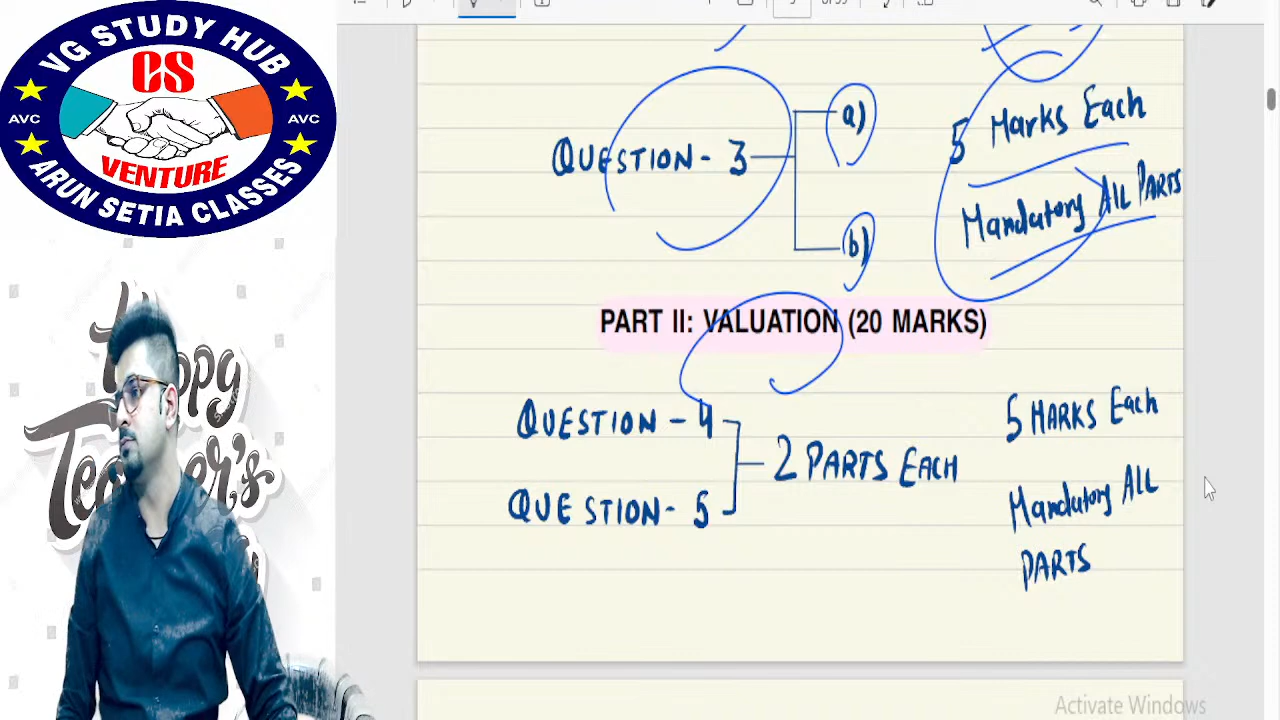 VG STUDY HUB
CS
AVC
AVC
VENTURE
ARUN SETIA CLASSES
Happy
Teacher's
QUESTION - 3
a)
b)
5 Marks Each
Mandatory All PARTS
PART II: VALUATION (20 MARKS)
QUESTION - 4
QUESTION - 5
2 PARTS EACH
5 MARKS Each
Mandatory All
PARTS
Activate Windows